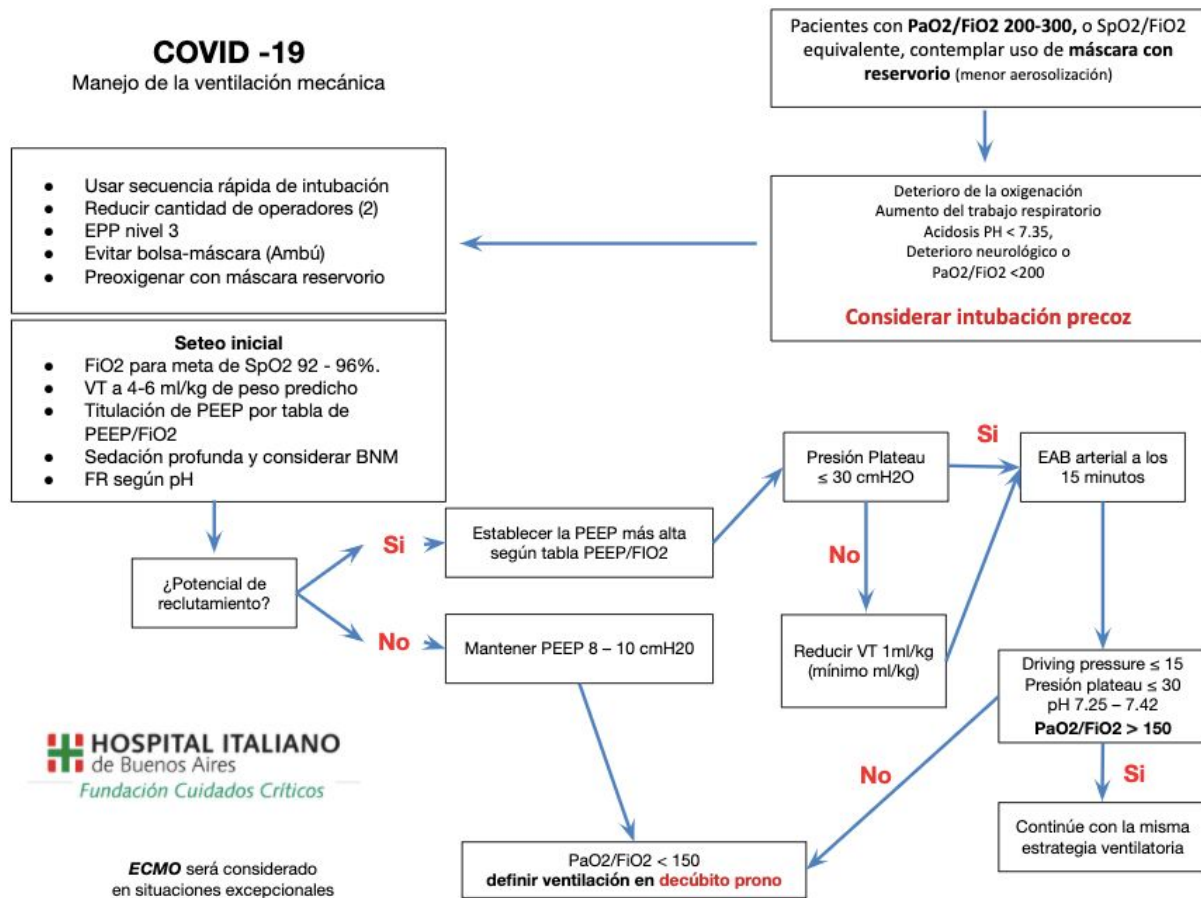 COVID -19
Manejo de la ventilación mecánica
Pacientes con PaO2/FiO2 200-300, o SpO2/FiO2
equivalente, contemplar uso de máscara con
reservorio (menor aerosolización)
Deterioro de la oxigenación
Aumento del trabajo respiratorio
Acidosis PH < 7.35,
Deterioro neurológico o
PaO2/FiO2 <200
Considerar intubación precoz
● Usar secuencia rápida de intubación
● Reducir cantidad de operadores (2)
● EPP nivel 3
● Evitar bolsa-máscara (Ambú)
● Preoxigenar con máscara reservorio
Seteo inicial
● FiO2 para meta de SpO2 92 - 96%.
● VT a 4-6 ml/kg de peso predicho
● Titulación de PEEP por tabla de
PEEP/FiO2
● Sedación profunda y considerar BNM
● FR según pH
¿Potencial de
reclutamiento?
Si
Establecer la PEEP más alta
según tabla PEEP/FIO2
No
Mantener PEEP 8 – 10 cmH20
Presión Plateau
≤ 30 cmH2O
Si
EAB arterial a los
15 minutos
No
Reducir VT 1ml/kg
(mínimo ml/kg)
Driving pressure ≤ 15
Presión plateau ≤ 30
pH 7.25 – 7.42
PaO2/FiO2 > 150
No
Si
Continúe con la misma
estrategia ventilatoria
PaO2/FiO2 < 150
definir ventilación en decúbito prono
HOSPITAL ITALIANO
de Buenos Aires
Fundación Cuidados Críticos
ECMO será considerado
en situaciones excepcionales